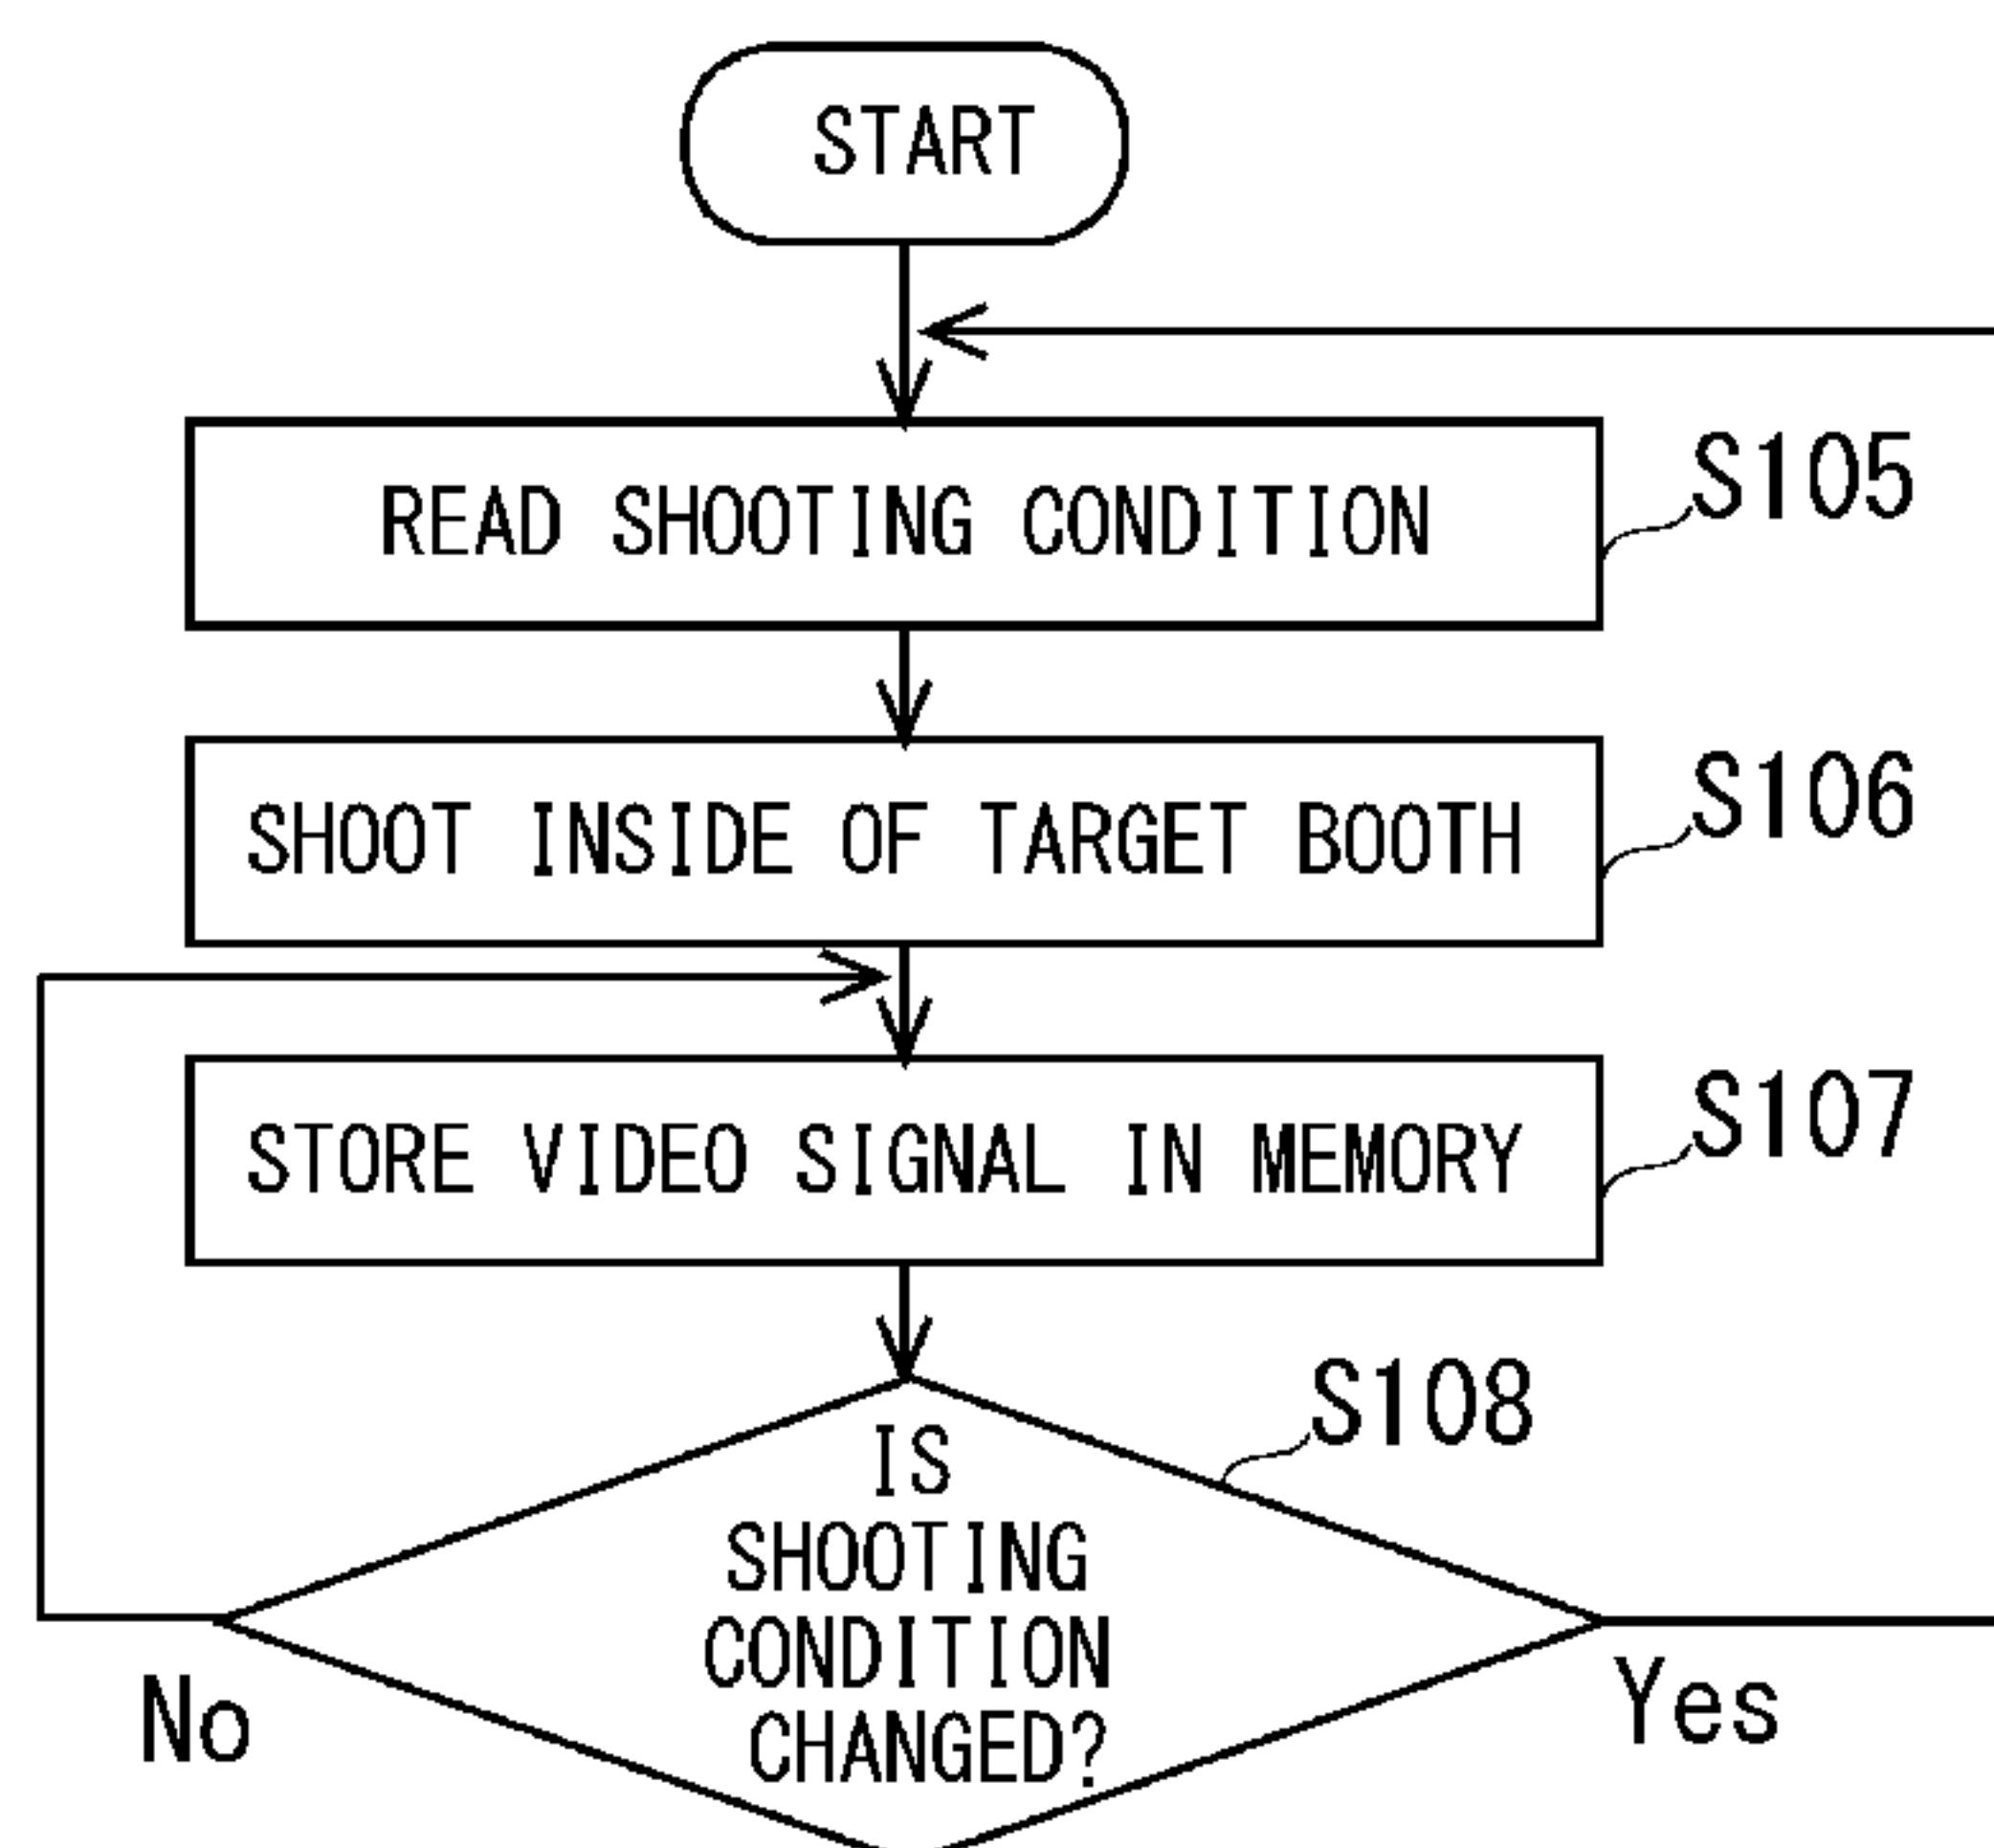 START
READ SHOOTING CONDITION
S105
SHOOT INSIDE OF TARGET BOOTH
S106
STORE VIDEO SIGNAL IN MEMORY
S107
S108
IS
SHOOTING
CONDITION
CHANGED?
No
Yes